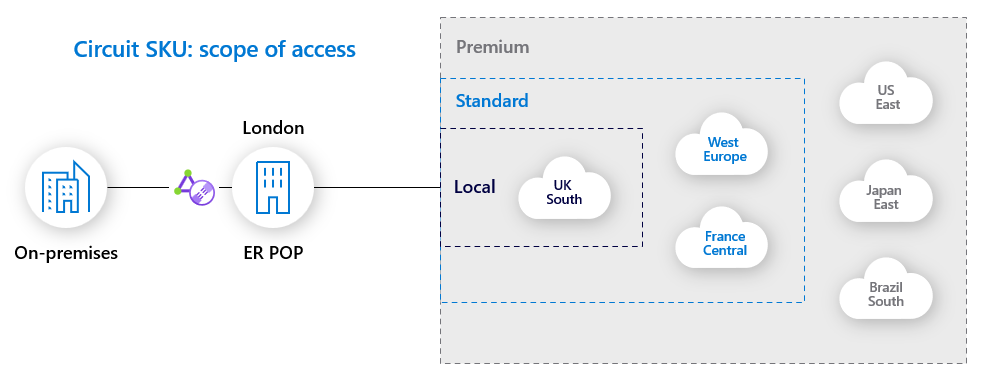 Circuit SKU: scope of access
On-premises
London
ER POP
Premium
Standard
Local
UK
South
West
Europe
France
Central
US
East
Japan
East
Brazil
South